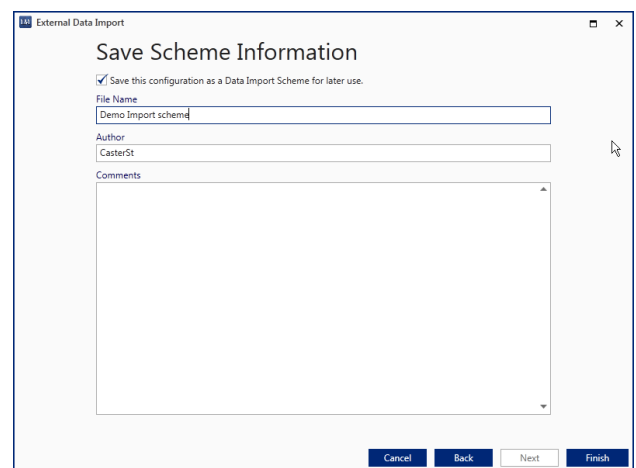 External Data Import
Save Scheme Information
Save this configuration as a Data Import Scheme for later use.
File Name
Demo Import scheme
Author
CasterSt
Comments
Cancel Back Next Finish